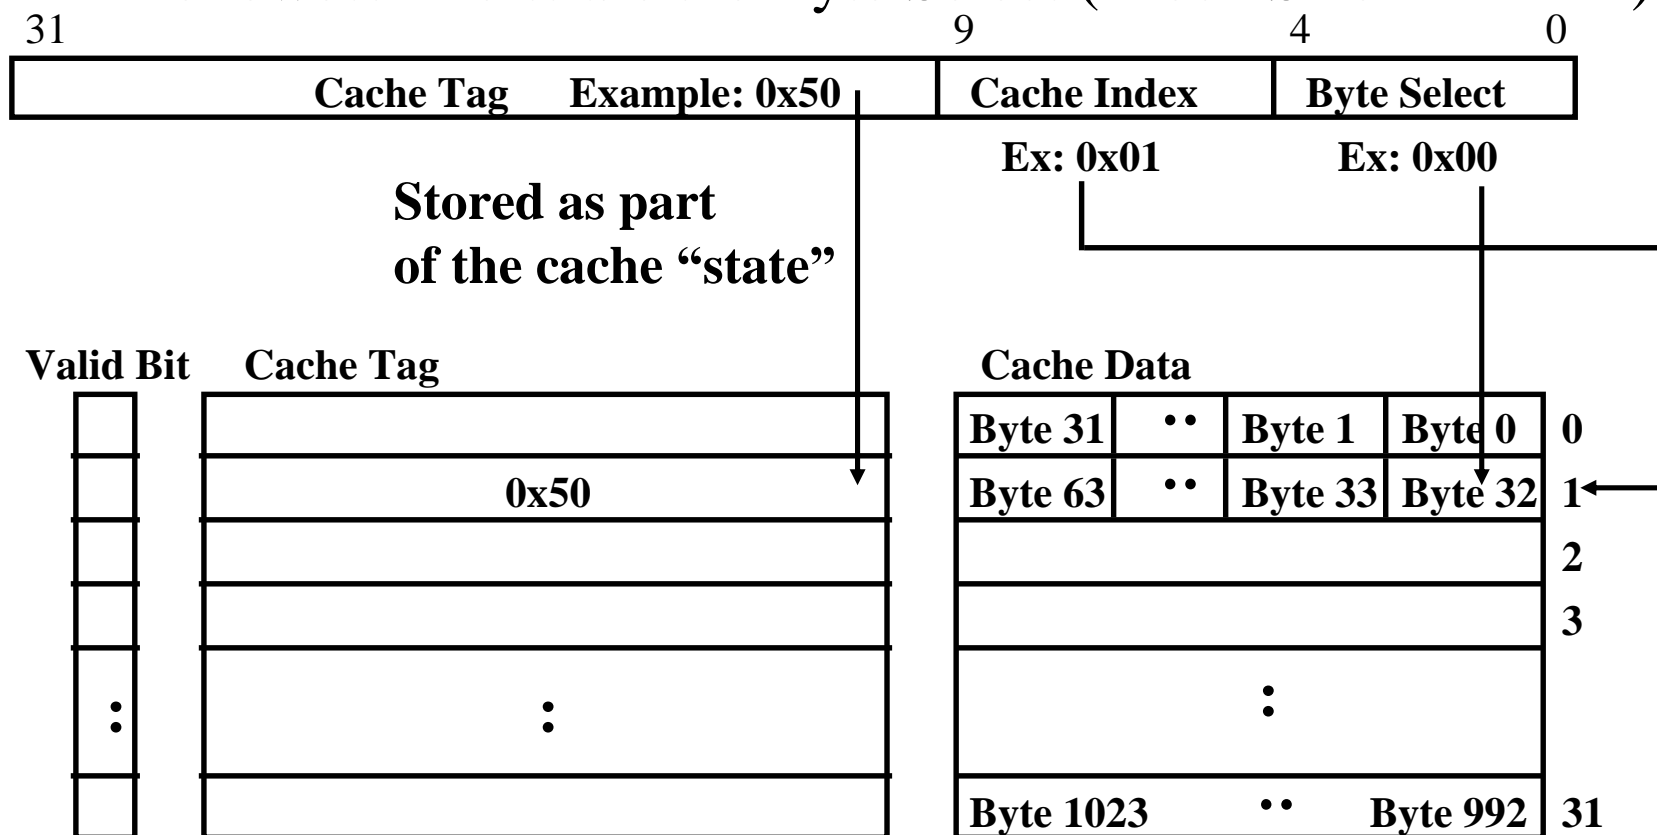 31 9 4 0
Cache Tag Example: 0x50 Cache Index Byte Select
Ex: 0x01 Ex: 0x00
Stored as part
of the cache “state”
Valid Bit Cache Tag Cache Data
Byte 31 •• Byte 1 Byte 0 0
0x50 Byte 63 •• Byte 33 Byte 32 1
2
3
: : :
Byte 1023 •• Byte 992 31